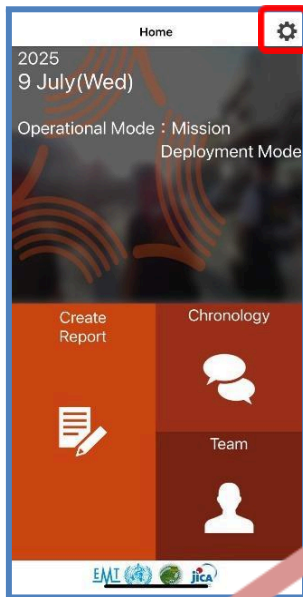 Home
2025
9 July(Wed)
Operational Mode：Mission
Deployment Mode
Create
Report
Chronology
Team
EMT
jica